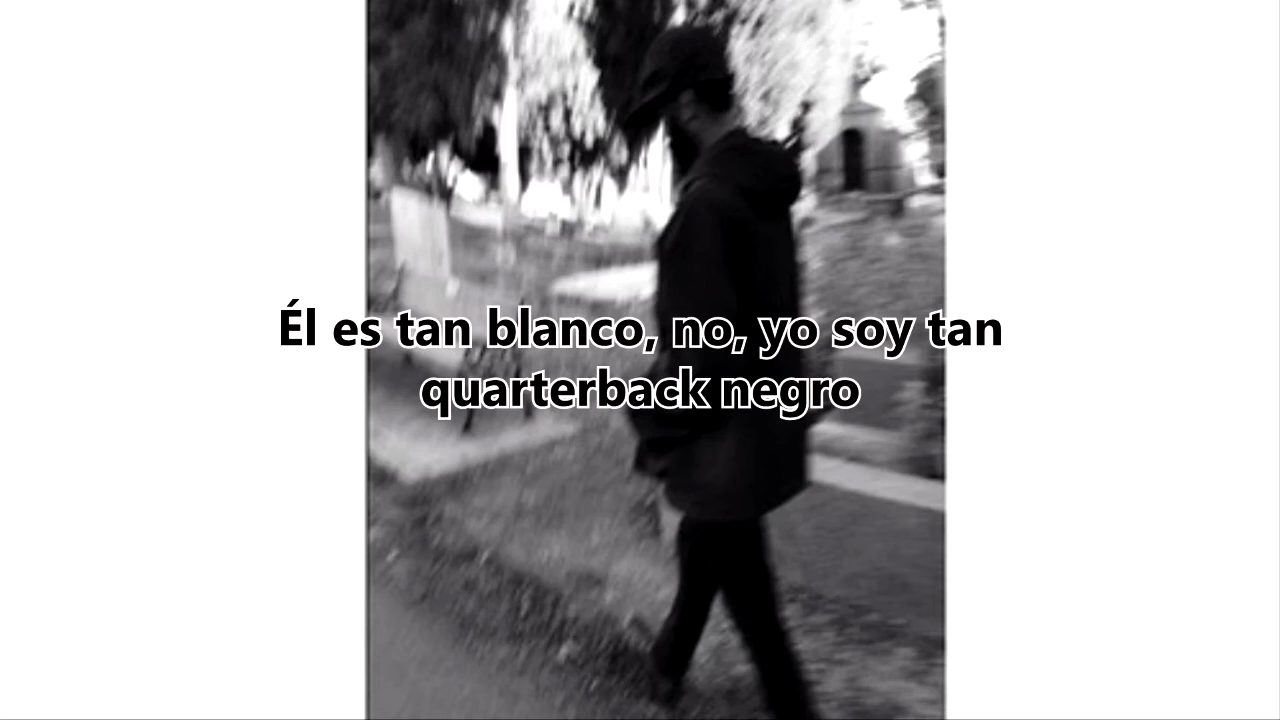 Él es tan blanco, no, yo soy tan
quarterback negro